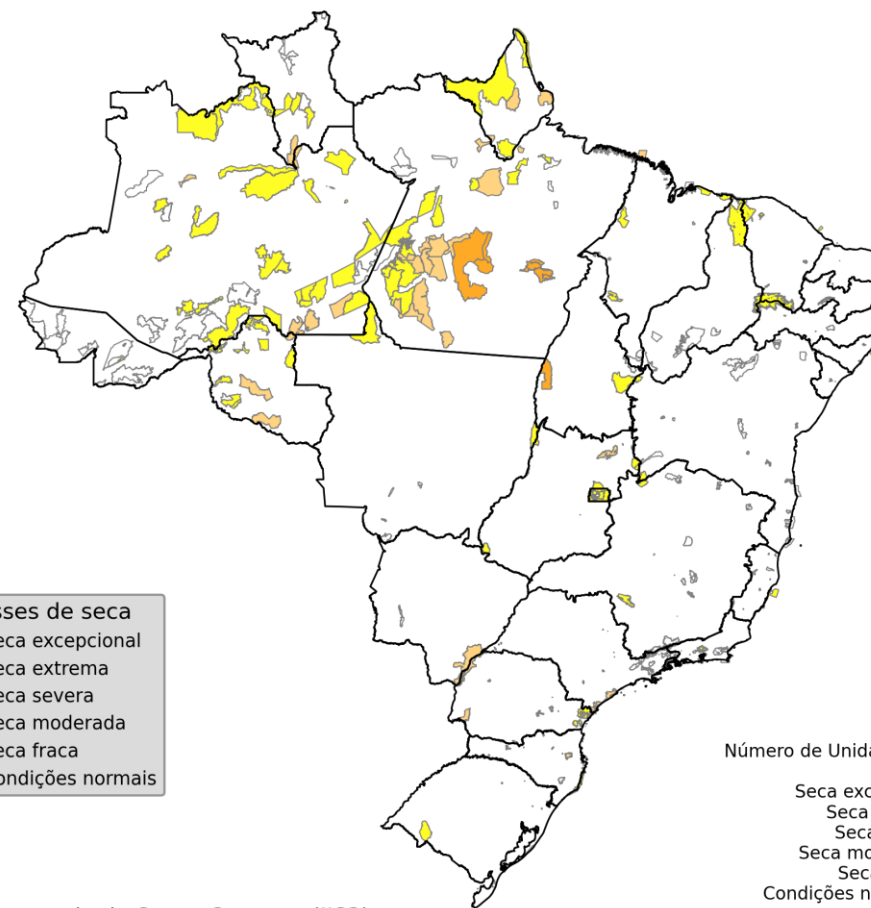 sses de seca
eca excepcional
eca extrema
eca severa
eca moderada
eca fraca
ondições normais
Número de Unida
Seca exc
Seca
Seca
Seca mo
Seca
Condições n